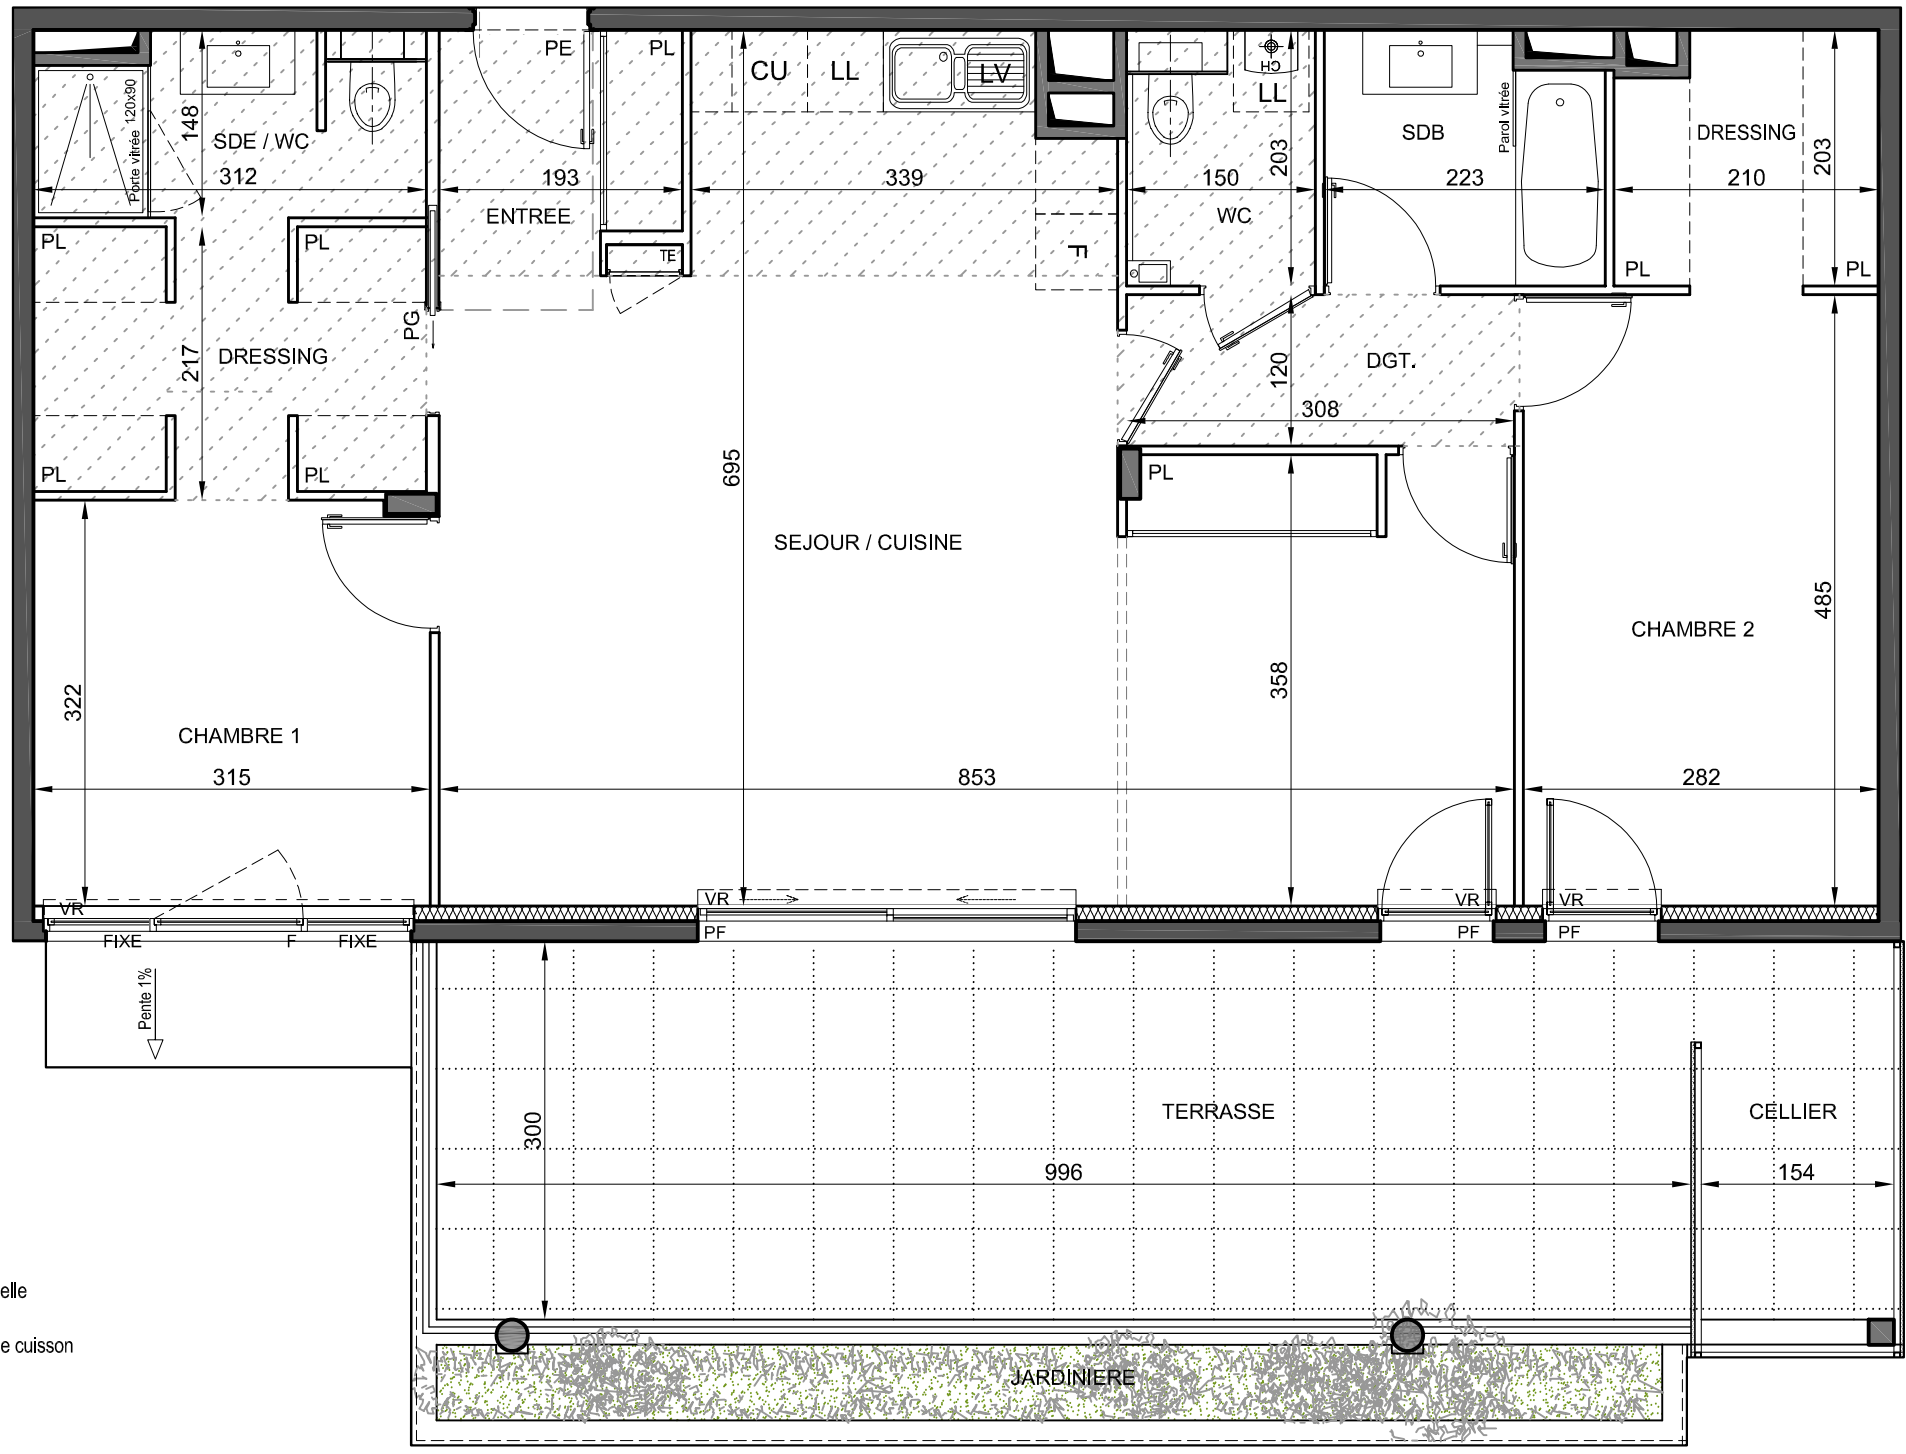 PE
PL
CU
LL
LV
CH
LL
148
Porte vitrée 120x90
SDE / WC
312
193
ENTREE
339
203
150
WC
SDB
Paroi vitrée
223
DRESSING
210
203
PL
PL
TE
F
PL
PL
PG
217
DRESSING
120
DGT.
308
PL
PL
695
PL
SEJOUR / CUISINE
358
485
CHAMBRE 2
322
CHAMBRE 1
315
853
282
VR
VR
VR
VR
FIXE
F
FIXE
PF
PF
PF
Pente 1%
300
TERRASSE
CELLIER
996
154
elle
e cuisson
JARDINIERE